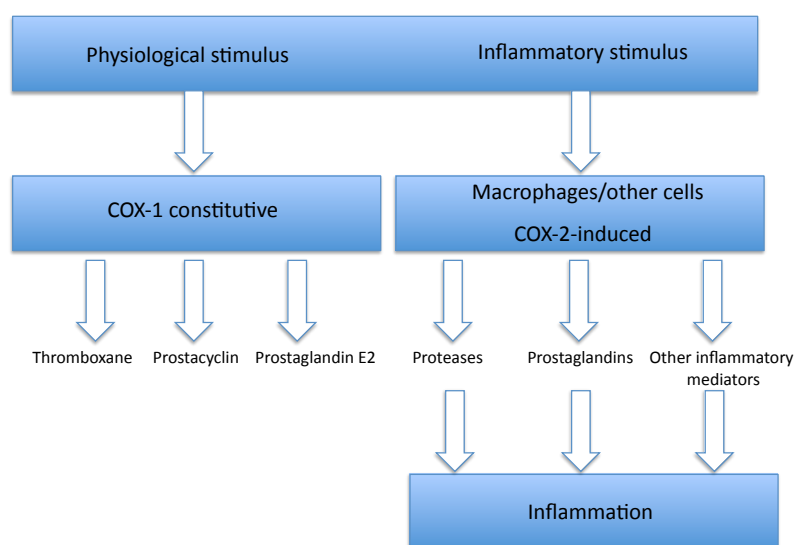 Physiological stimulus
Inflammatory stimulus
COX-1 constitutive
Macrophages/other cells
COX-2-induced
Thromboxane
Prostacyclin
Prostaglandin E2
Proteases
Prostaglandins
Other inflammatory
mediators
Inflammation